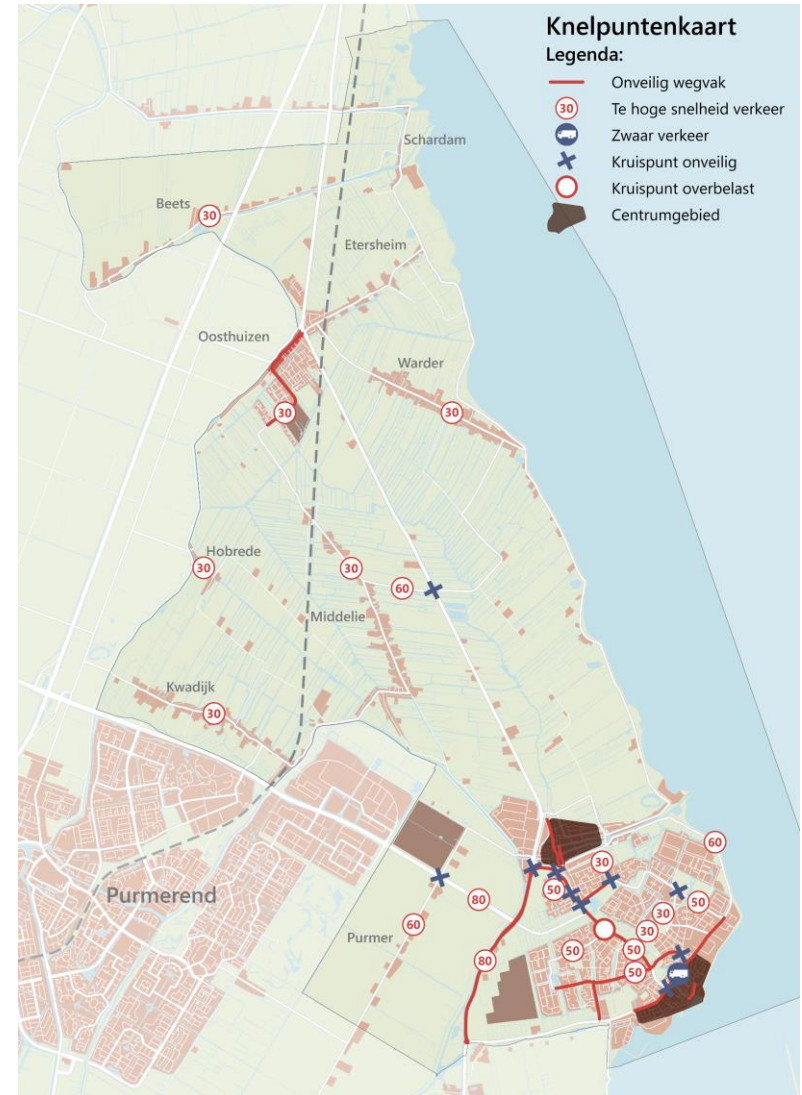 Knelpuntenkaart
Legenda:
Onveilig wegvak
30 Te hoge snelheid verkeer
Zwaar verkeer
Kruispunt onveilig
Kruispunt overbelast
Centrumgebied
Schardam
Beets
30
Etersheim
Oosthuizen
Warder
30
30
Hobrede
30
30
60
Middelie
Kwadijk
30
Purmerend
60
30
50
80
50
60
30
Purmer
30
50
50
80
50
50